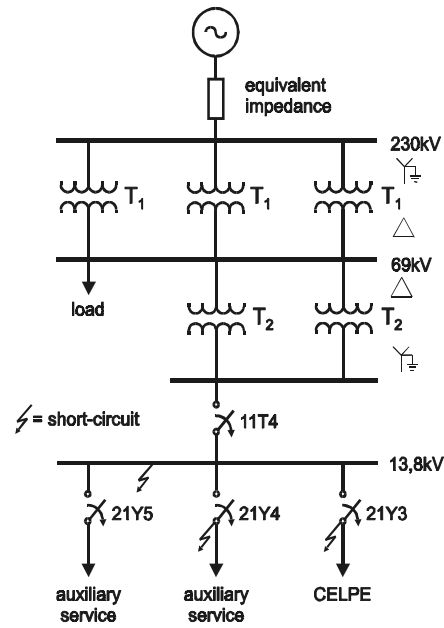 equivalent
impedance
230kV
T1 T1 T1
69kV
load
T2 T2
11T4
= short-circuit
13,8kV
21Y5 21Y4 21Y3
auxiliary
service
auxiliary
service
CELPE